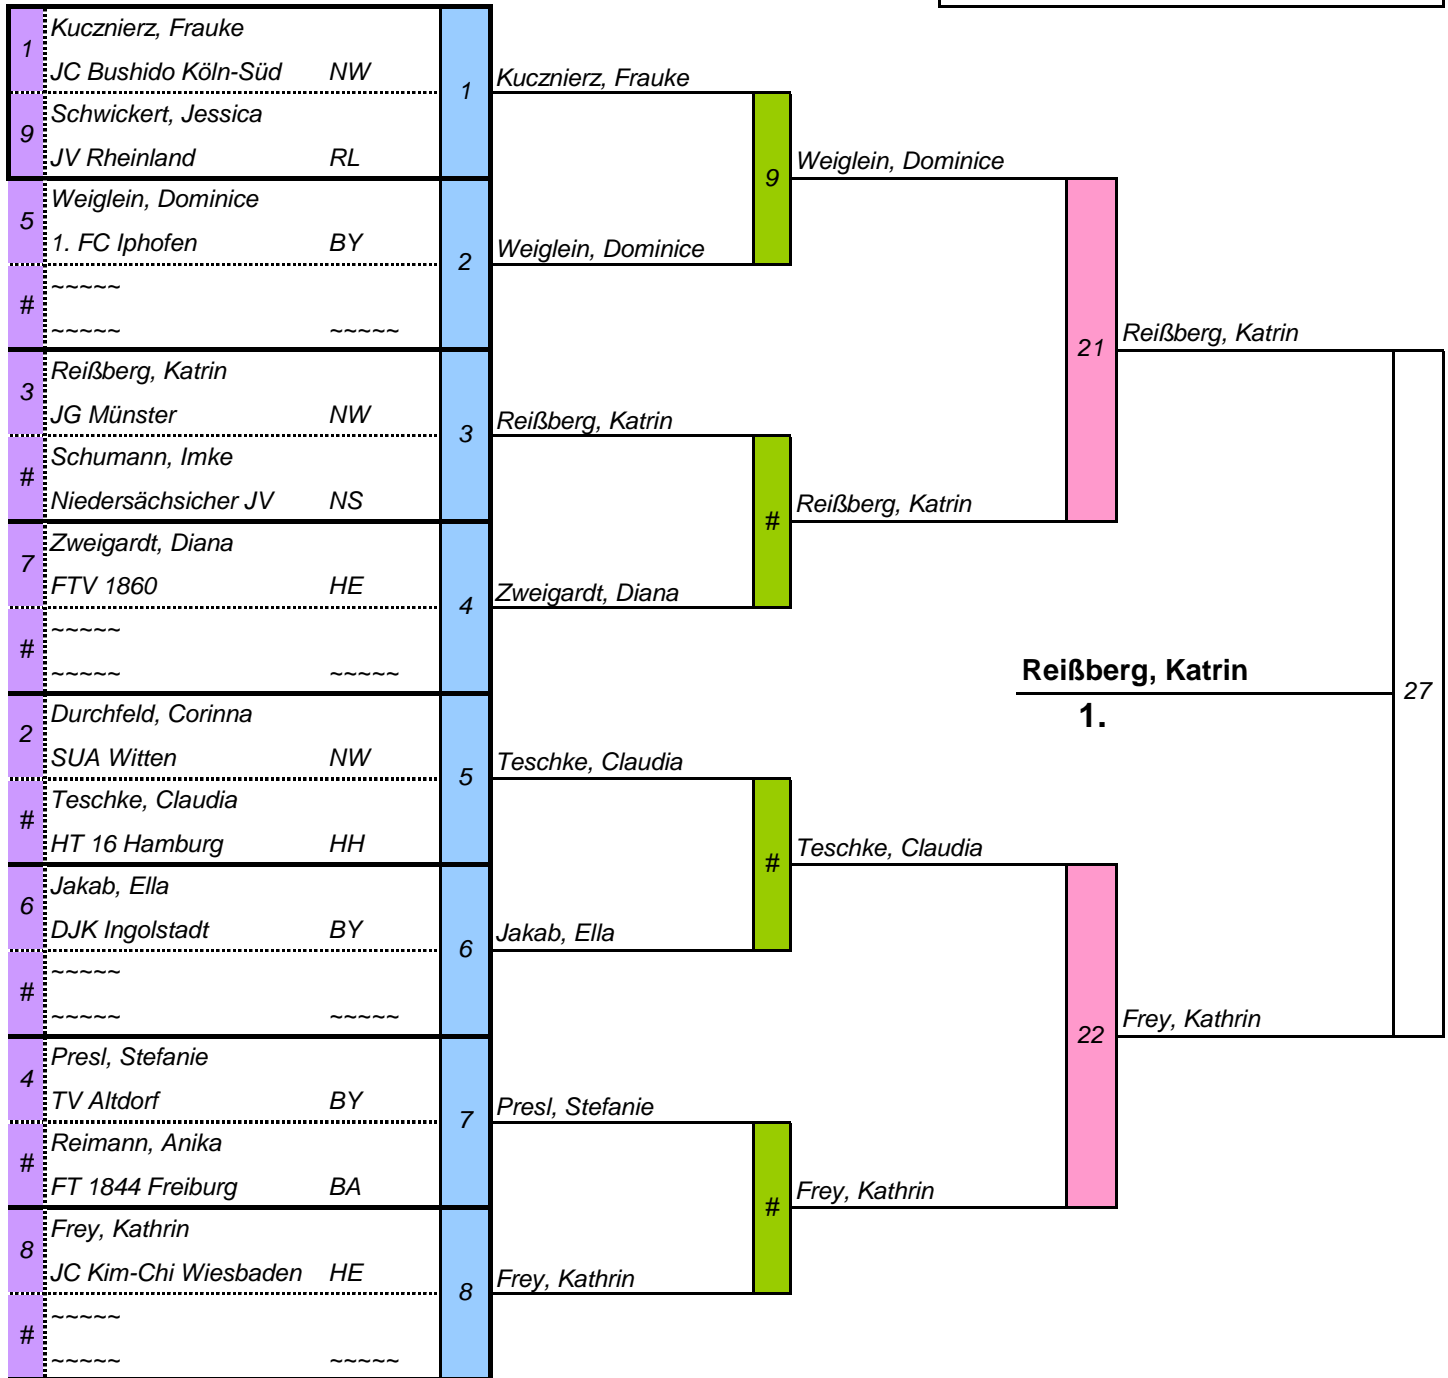 1
Kucznierz, Frauke
JC Bushido Köln-Süd NW
9
Schwickert, Jessica
JV Rheinland RL
1
5
Weiglein, Dominice
1. FC Iphofen BY
#
~~~~~
~~~~~ ~~~~~
2
3
Reißberg, Katrin
JG Münster NW
#
Schumann, Imke
Niedersächsicher JV NS
3
7
Zweigardt, Diana
FTV 1860 HE
#
~~~~~
~~~~~ ~~~~~
4
2
Durchfeld, Corinna
SUA Witten NW
#
Teschke, Claudia
HT 16 Hamburg HH
5
6
Jakab, Ella
DJK Ingolstadt BY
#
~~~~~
~~~~~ ~~~~~
6
4
Presl, Stefanie
TV Altdorf BY
#
Reimann, Anika
FT 1844 Freiburg BA
7
8
Frey, Kathrin
JC Kim-Chi Wiesbaden HE
#
~~~~~
~~~~~ ~~~~~
8
Kucznierz, Frauke
Weiglein, Dominice
9
Reißberg, Katrin
Zweigardt, Diana
#
Teschke, Claudia
Jakab, Ella
#
Presl, Stefanie
Frey, Kathrin
#
Weiglein, Dominice
Reißberg, Katrin
21
Teschke, Claudia
Frey, Kathrin
22
Reißberg, Katrin
Frey, Kathrin
27
Reißberg, Katrin
1.